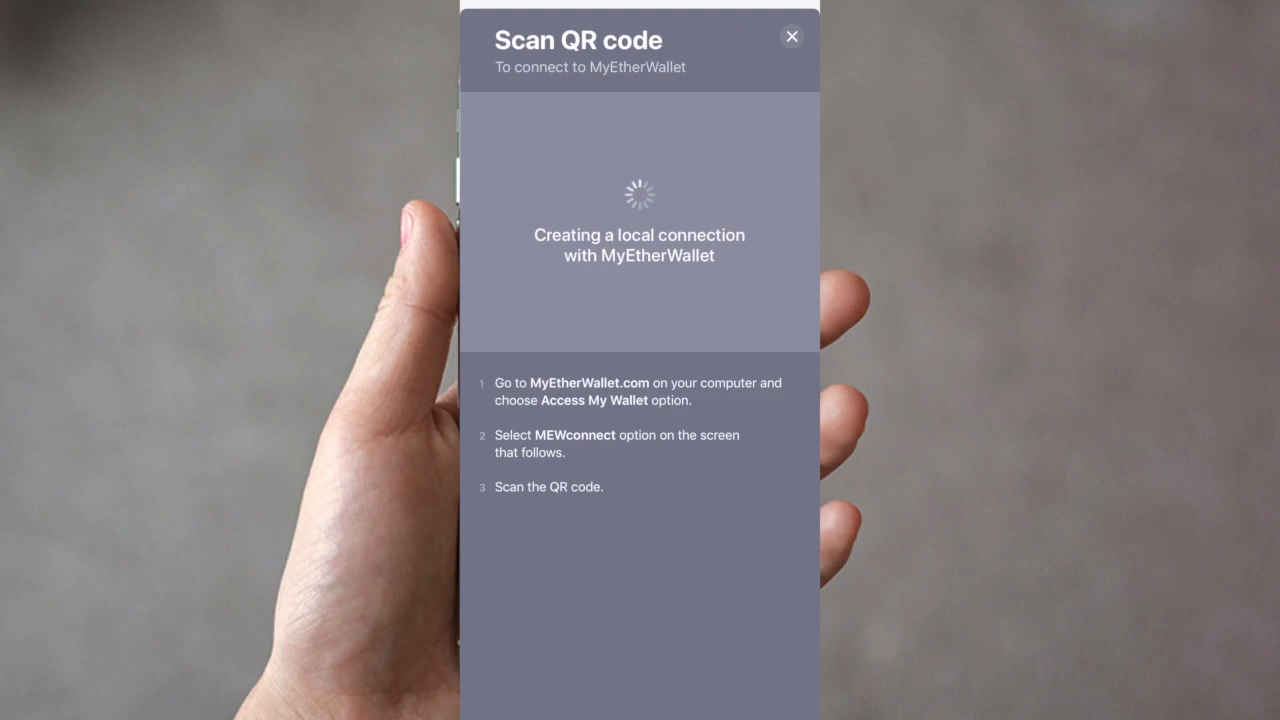 Scan QR code
To connect to MyEtherWallet
Creating a local connection
with MyEtherWallet
1 Go to MyEtherWallet.com on your computer and
choose Access My Wallet option.
2 Select MEWconnect option on the screen
that follows.
3 Scan the QR code.